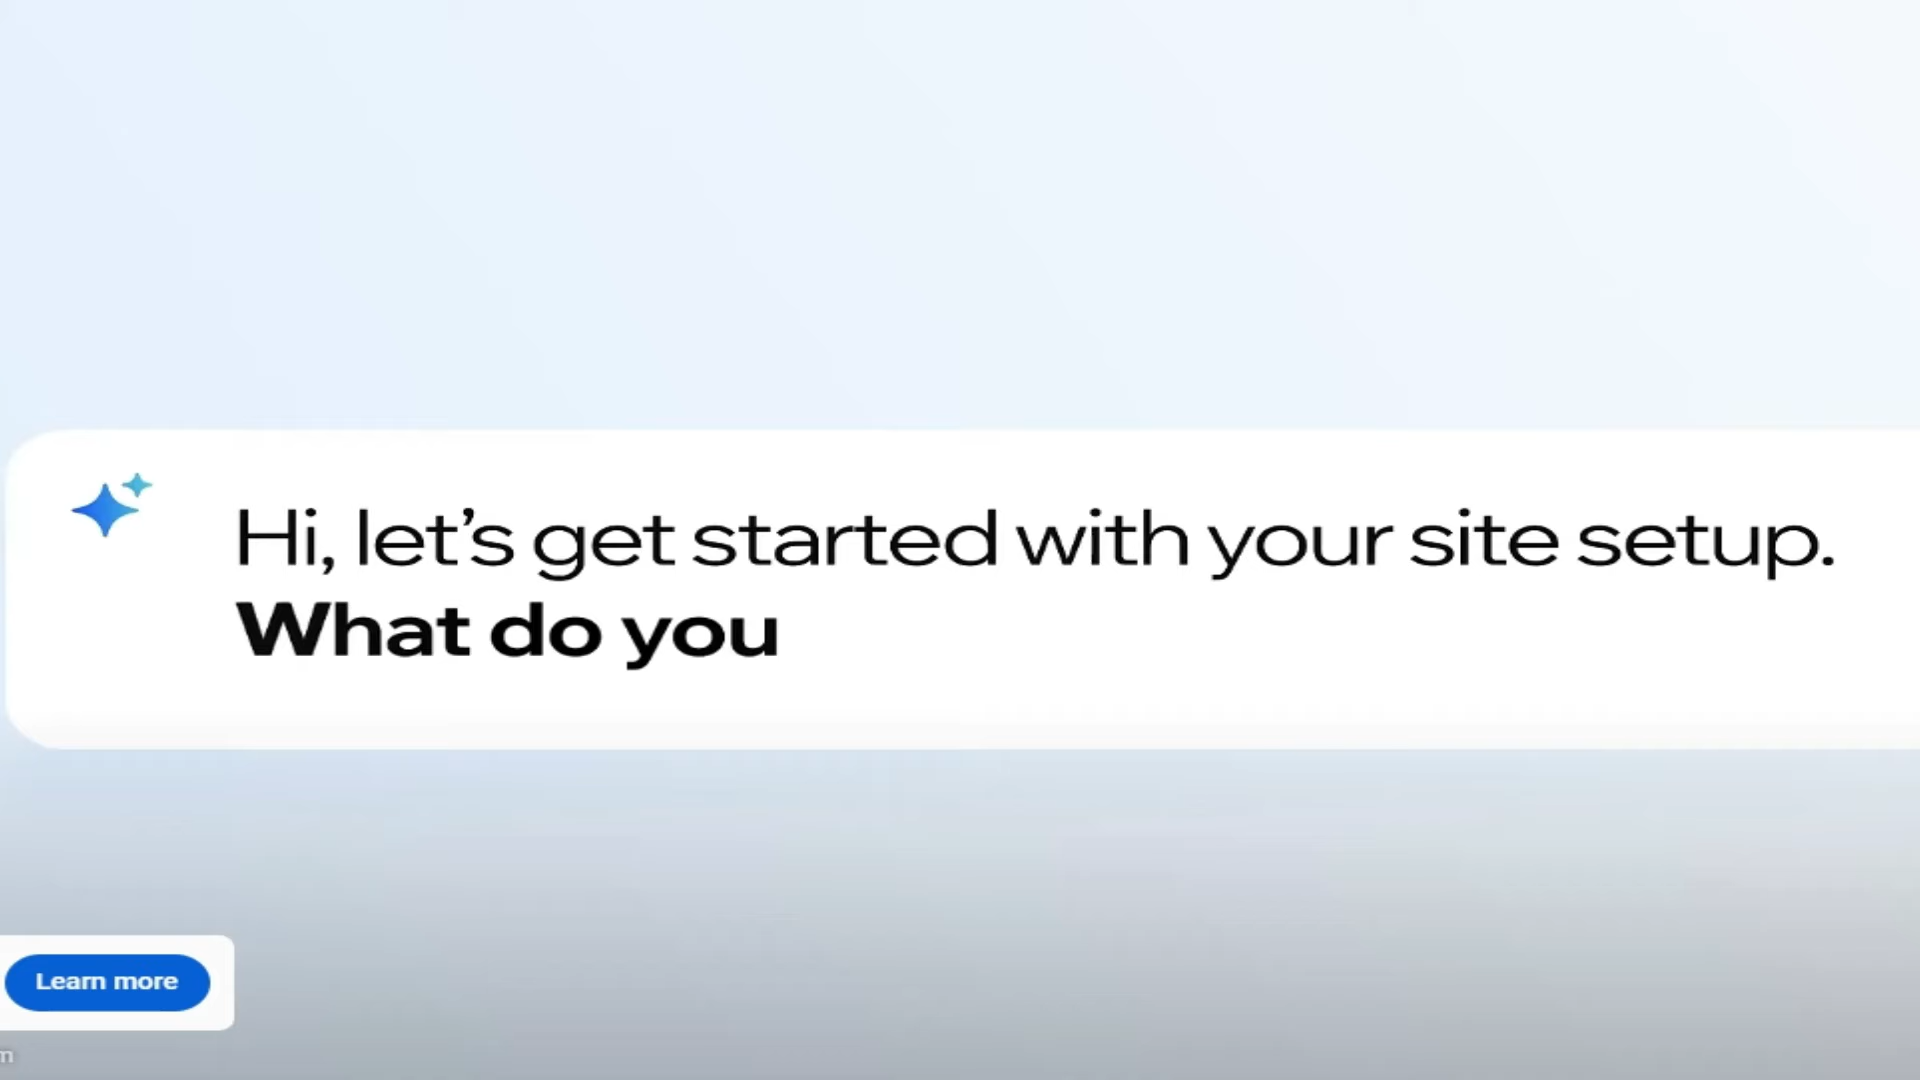 Hi, let’s get started with your site setup.
What do you
Learn more